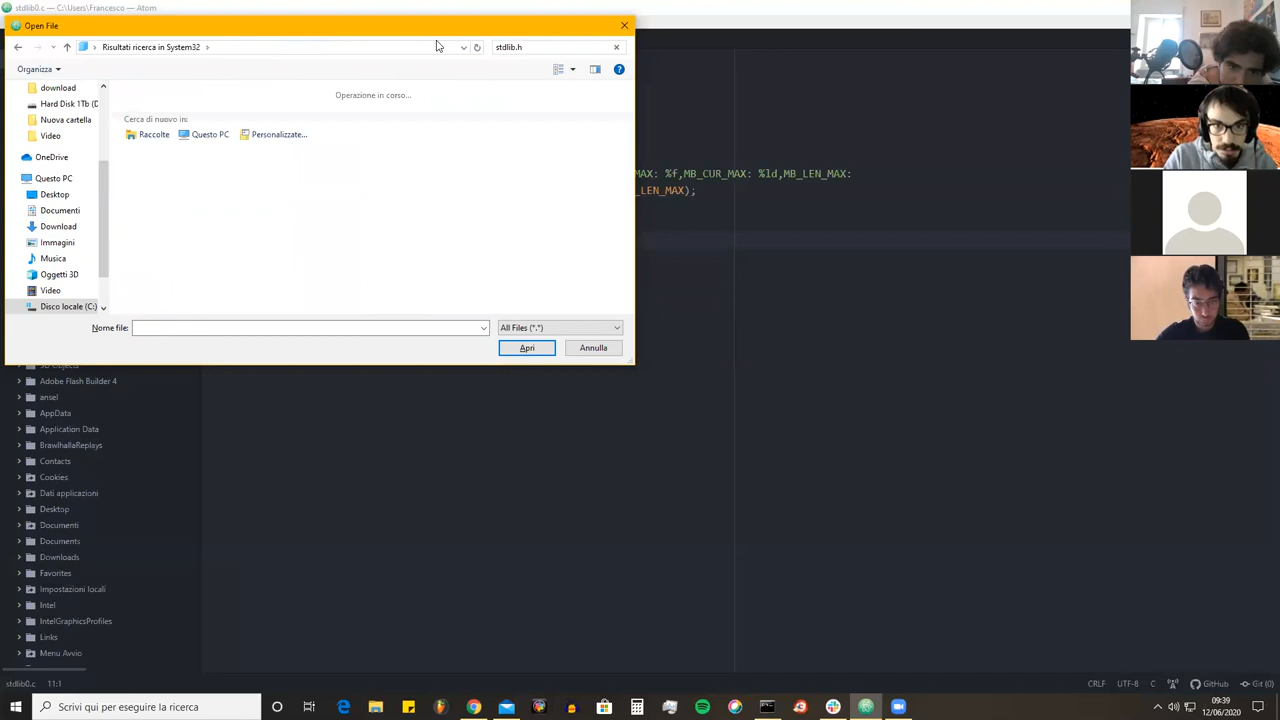 stdlib0.c — C:\Users\Francesco — Atom
Open File
Risultati ricerca in System32
stdlib.h
Organizza
download
Hard Disk 1Tb (D
Nuova cartella
Video
OneDrive
Questo PC
Desktop
Documenti
Download
Immagini
Musica
Oggetti 3D
Video
Disco locale (C:)
Operazione in corso...
Cerca di nuovo in:
Raccolte
Questo PC
Personalizzate...
Nome file:
All Files (*.*)
Apri
Annulla
MAX: %f,MB_CUR_MAX: %ld,MB_LEN_MAX:
_LEN_MAX);
3D Objects
Adobe Flash Builder 4
ansel
AppData
Application Data
BrawlhallaReplays
Contacts
Cookies
Dati applicazioni
Desktop
Documenti
Documents
Downloads
Favorites
Impostazioni locali
Intel
IntelGraphicsProfiles
Links
Menu Avvio
stdlib0.c 11:1
CRLF UTF-8 C GitHub Git (0)
Scrivi qui per eseguire la ricerca
09:39
12/06/2020